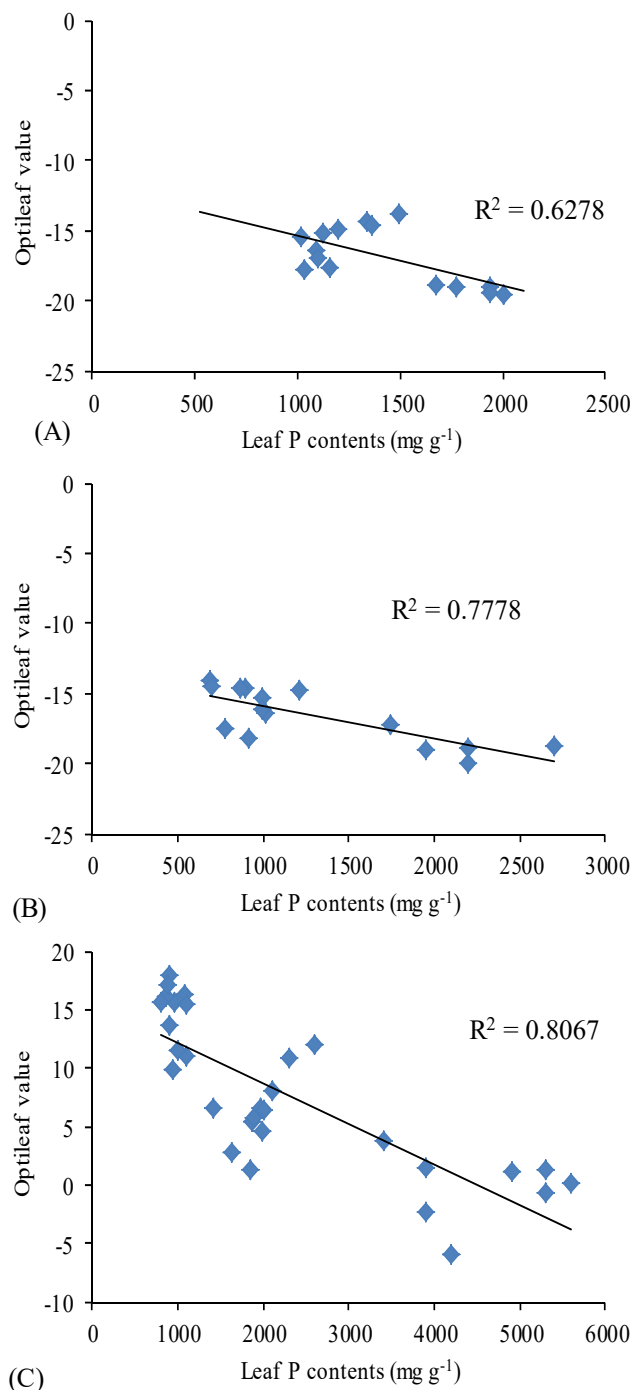 0
-5
-10
-15
-20
-25
Optileaf value
R² = 0.6278
0 500 1000 1500 2000 2500
(A)
Leaf P contents (mg g⁻¹)
0
-5
-10
-15
-20
-25
Optileaf value
R² = 0.7778
0 500 1000 1500 2000 2500 3000
(B)
Leaf P contents (mg g⁻¹)
20
15
10
5
0
-5
-10
Optileaf value
R² = 0.8067
0 1000 2000 3000 4000 5000 6000
(C)
Leaf P contents (mg g⁻¹)